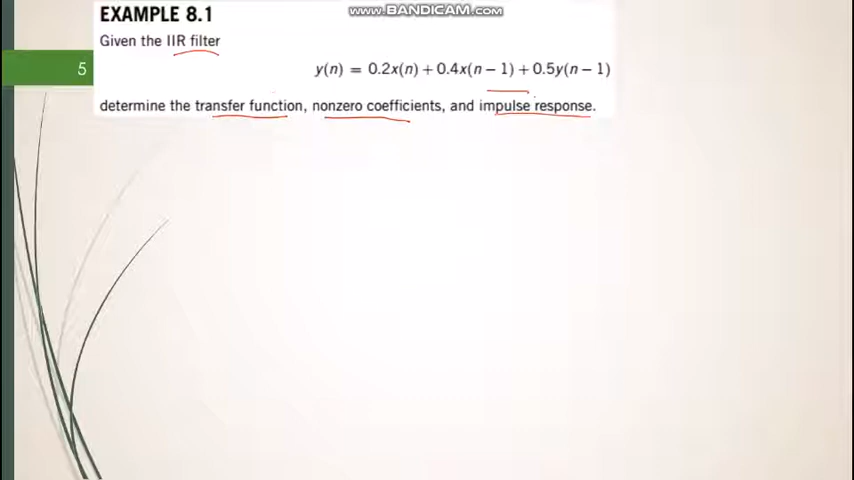 www.BANDICAM.com
EXAMPLE 8.1
Given the IIR filter
5
y(n) = 0.2x(n) + 0.4x(n − 1) + 0.5y(n − 1)
determine the transfer function, nonzero coefficients, and impulse response.